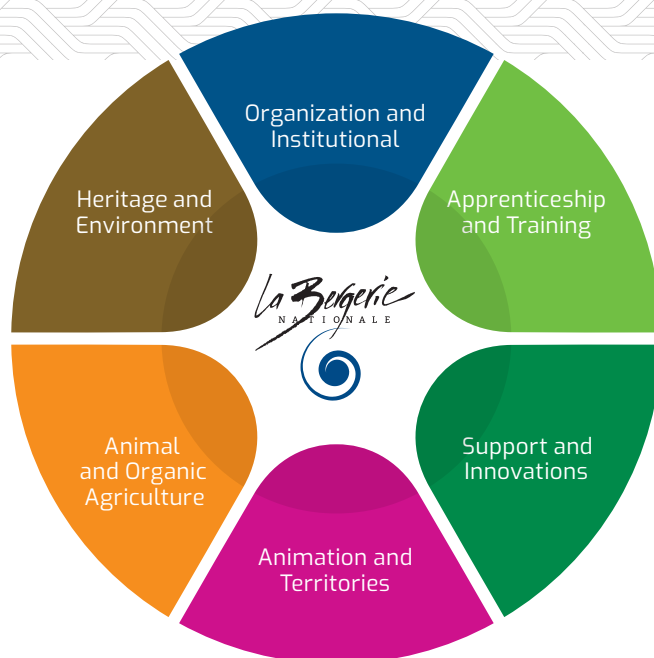 Organization and
Institutional
Apprenticeship
and Training
Support and
Innovations
Animation and
Territories
Animal
and Organic
Agriculture
Heritage and
Environment
La Bergerie
NATIONALE